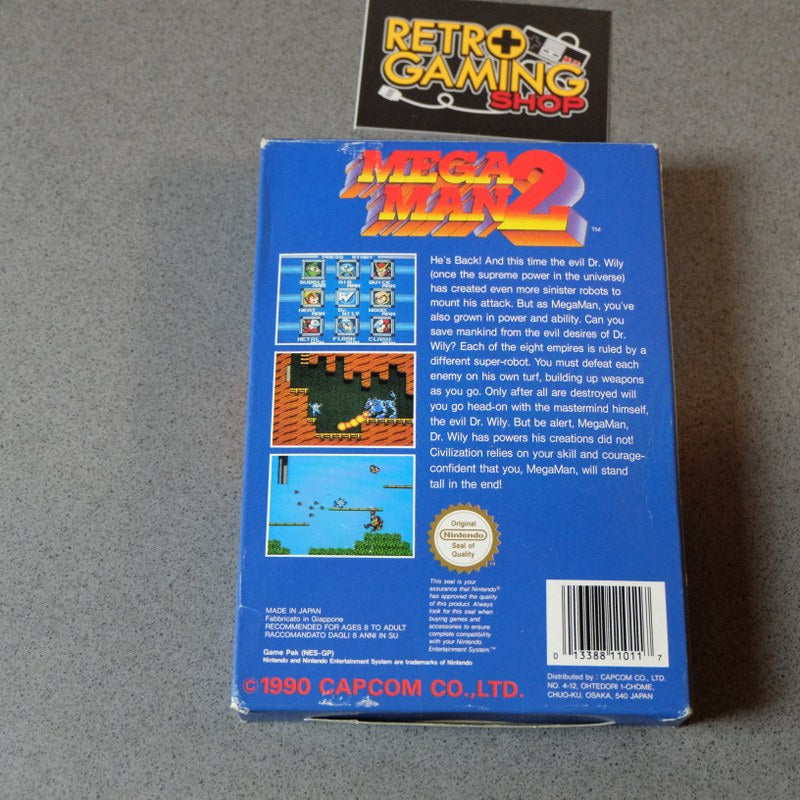 RETRO
GAMING
SHOP
MEGA
MAN 2
TM
PRESS START
BUBBLE MAN AIR MAN QUICK MAN
HEAT MAN DR. WILY WOOD MAN
METAL MAN FLASH MAN CLASH MAN
He's Back! And this time the evil Dr. Wily
(once the supreme power in the universe)
has created even more sinister robots to
mount his attack. But as MegaMan, you've
also grown in power and ability. Can you
save mankind from the evil desires of Dr.
Wily? Each of the eight empires is ruled by a
different super-robot. You must defeat each
enemy on his own turf, building up weapons
as you go. Only after all are destroyed will
you go head-on with the mastermind himself,
the evil Dr. Wily. But be alert, MegaMan,
Dr. Wily has powers his creations did not!
Civilization relies on your skill and courage-
confident that you, MegaMan, will stand
tall in the end!
Original
Nintendo
Seal of
Quality
TM
This seal is your
assurance that Nintendo®
has approved the quality
of this product. Always
look for this seal when
buying games and
accessories to ensure
complete compatibility
with your Nintendo
Entertainment System.™
MADE IN JAPAN
Fabbricato in Giappone
RECOMMENDED FOR AGES 8 TO ADULT
RACCOMANDATO DAGLI 8 ANNI IN SU
Game Pak (NES-GP)
Nintendo and Nintendo Entertainment System are trademarks of Nintendo
©1990 CAPCOM CO.,LTD.
0 13388 11011 7
Distributed by : CAPCOM CO., LTD.
NO. 4-12, OHTEDORI 1-CHOME,
CHUO-KU, OSAKA, 540 JAPAN